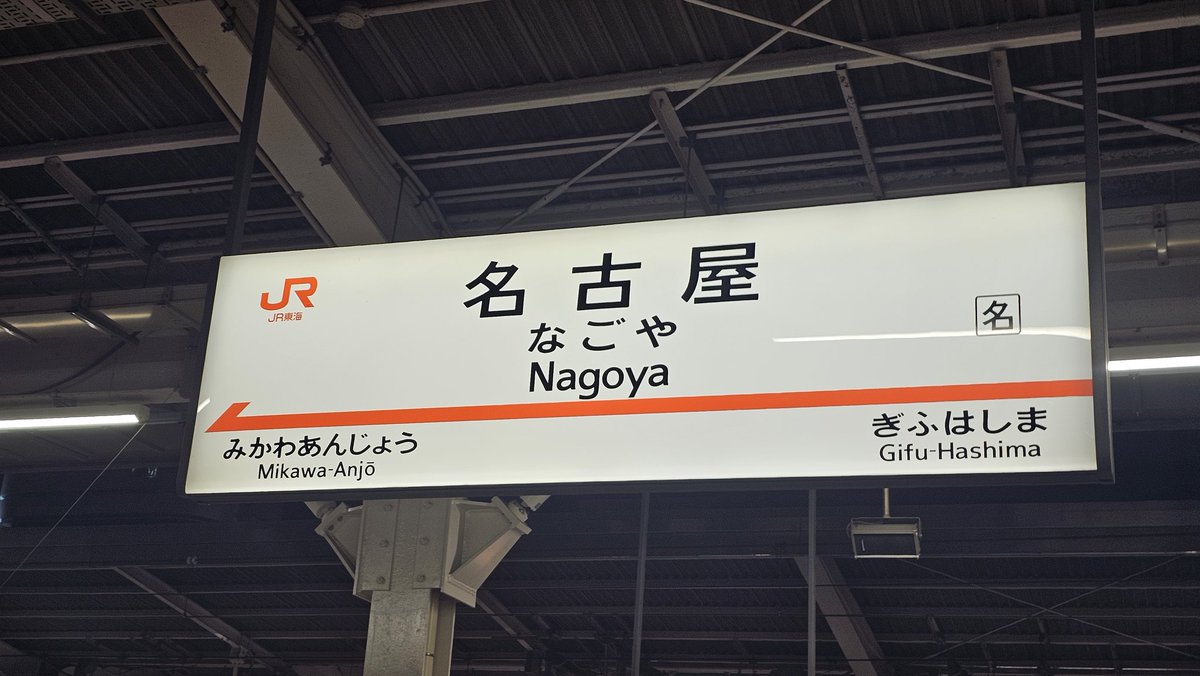 JR
JR東海
名古屋
名
なごや
Nagoya
みかわあんじょう
Mikawa-Anjō
ぎふはしま
Gifu-Hashima